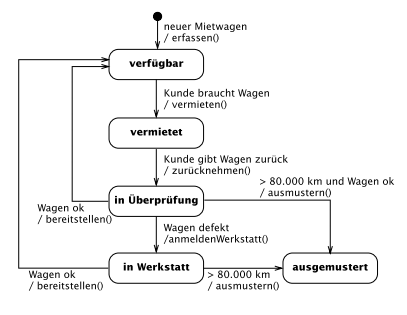 neuer Mietwagen
/ erfassen()
verfügbar
Kunde braucht Wagen
/ vermieten()
vermietet
Kunde gibt Wagen zurück
/ zurücknehmen()
> 80.000 km und Wagen ok
/ ausmustern()
in Überprüfung
Wagen ok
/ bereitstellen()
Wagen defekt
/anmeldenWerkstatt()
in Werkstatt
ausgemustert
Wagen ok
/ bereitstellen()
> 80.000 km
/ ausmustern()